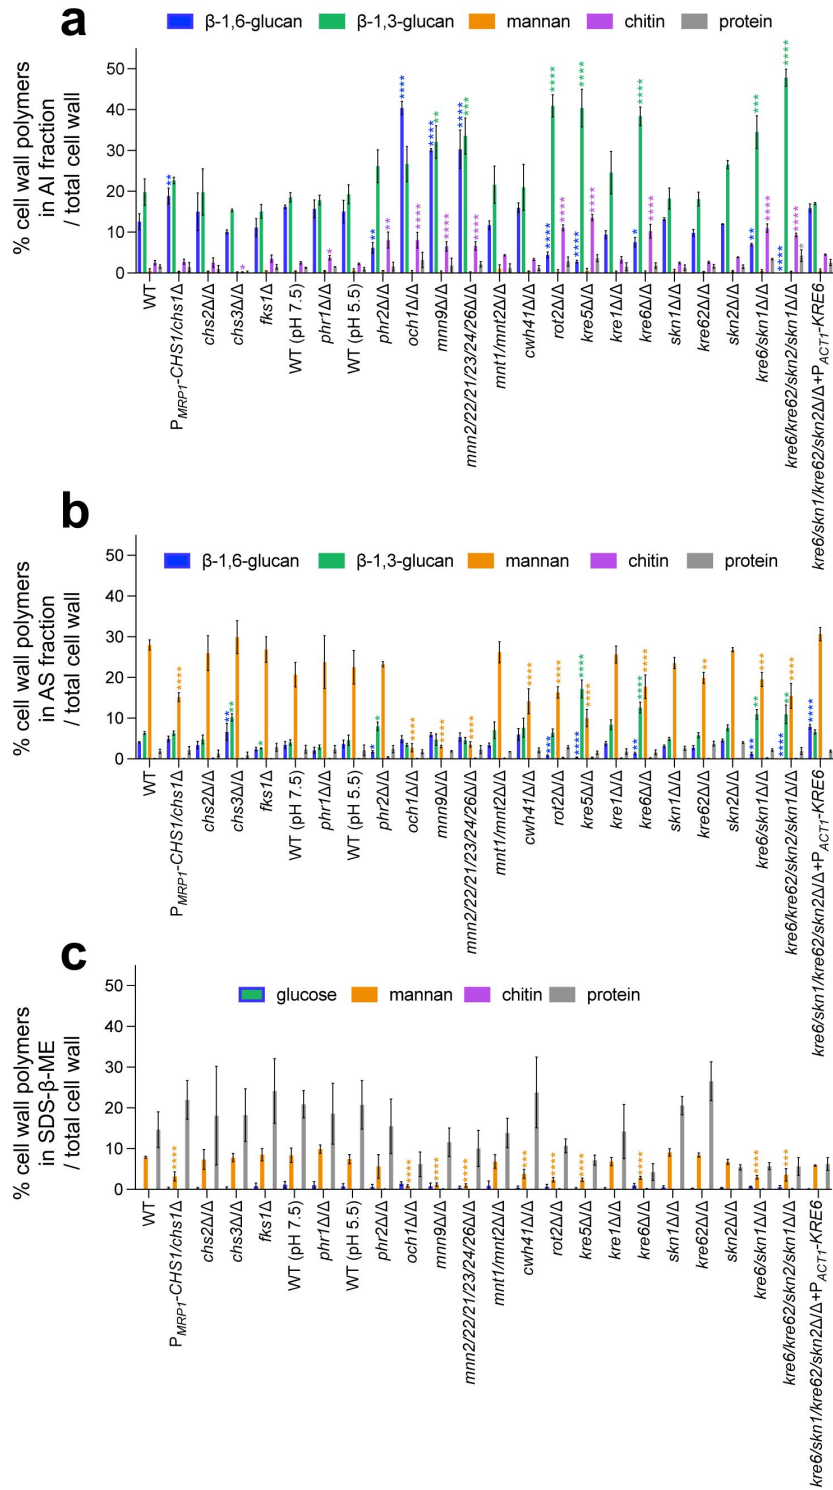 a
β-1,6-glucan β-1,3-glucan mannan chitin protein
% cell wall polymers
in AI fraction
/ total cell wall
50
40
30
20
10
0
WT
PMRP1-CHS1/chs1Δ
chs2Δ/Δ
chs3Δ/Δ
fks1Δ
WT (pH 7.5)
phr1Δ/Δ
WT (pH 5.5)
phr2Δ/Δ
och1Δ/Δ
mnn9Δ/Δ
mnn2/22/21/23/24/26Δ/Δ
mnt1/mnt2Δ/Δ
cwh41Δ/Δ
rot2Δ/Δ
kre5Δ/Δ
kre1Δ/Δ
kre6Δ/Δ
skn1Δ/Δ
kre62Δ/Δ
skn2Δ/Δ
kre6/skn1Δ/Δ
kre6/kre62/skn2/skn1Δ/Δ
kre6/skn1/kre62/skn2Δ/Δ+PACT1-KRE6
b
β-1,6-glucan β-1,3-glucan mannan chitin protein
% cell wall polymers
in AS fraction
/ total cell wall
50
40
30
20
10
0
WT
PMRP1-CHS1/chs1Δ
chs2Δ/Δ
chs3Δ/Δ
fks1Δ
WT (pH 7.5)
phr1Δ/Δ
WT (pH 5.5)
phr2Δ/Δ
och1Δ/Δ
mnn9Δ/Δ
mnn2/22/21/23/24/26Δ/Δ
mnt1/mnt2Δ/Δ
cwh41Δ/Δ
rot2Δ/Δ
kre5Δ/Δ
kre1Δ/Δ
kre6Δ/Δ
skn1Δ/Δ
kre62Δ/Δ
skn2Δ/Δ
kre6/skn1Δ/Δ
kre6/kre62/skn2/skn1Δ/Δ
kre6/skn1/kre62/skn2Δ/Δ+PACT1-KRE6
c
glucose mannan chitin protein
% cell wall polymers
in SDS-β-ME
/ total cell wall
50
40
30
20
10
0
WT
PMRP1-CHS1/chs1Δ
chs2Δ/Δ
chs3Δ/Δ
fks1Δ
WT (pH 7.5)
phr1Δ/Δ
WT (pH 5.5)
phr2Δ/Δ
och1Δ/Δ
mnn9Δ/Δ
mnn2/22/21/23/24/26Δ/Δ
mnt1/mnt2Δ/Δ
cwh41Δ/Δ
rot2Δ/Δ
kre5Δ/Δ
kre1Δ/Δ
kre6Δ/Δ
skn1Δ/Δ
kre62Δ/Δ
skn2Δ/Δ
kre6/skn1Δ/Δ
kre6/kre62/skn2/skn1Δ/Δ
kre6/skn1/kre62/skn2Δ/Δ+PACT1-KRE6